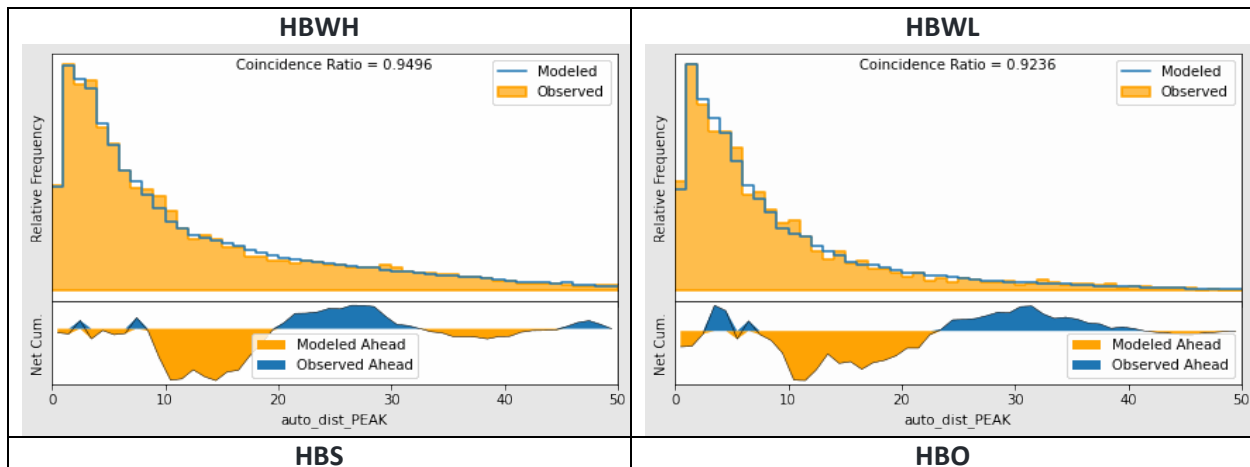 HBWH
Coincidence Ratio = 0.9496
Modeled
Observed
Relative Frequency
Net Cum.
Modeled Ahead
Observed Ahead
0 10 20 30 40 50
auto_dist_PEAK
HBWL
Coincidence Ratio = 0.9236
Modeled
Observed
Relative Frequency
Net Cum.
Modeled Ahead
Observed Ahead
0 10 20 30 40 50
auto_dist_PEAK
HBS
HBO